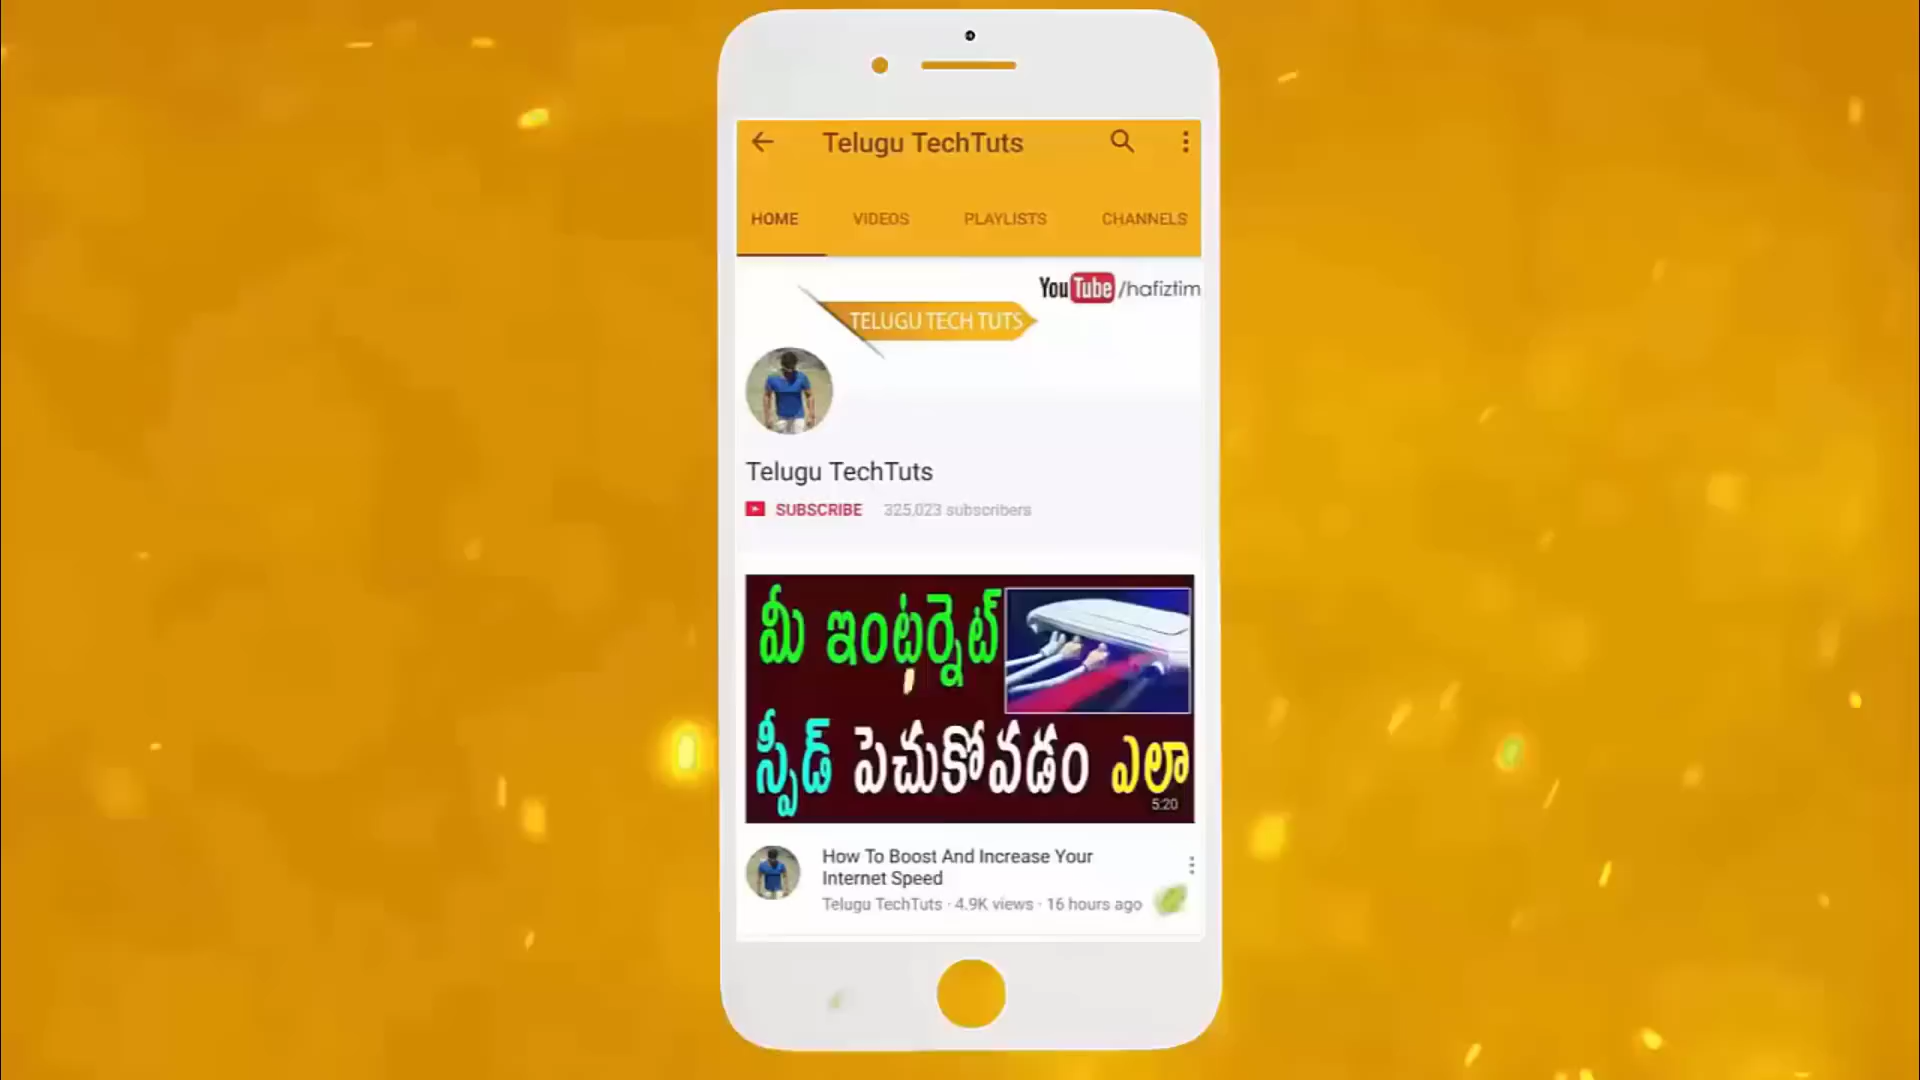 Telugu TechTuts
HOME VIDEOS PLAYLISTS CHANNELS
YouTube/hafiztim
TELUGU TECH TUTS
Telugu TechTuts
SUBSCRIBE 325,023 subscribers
మీ ఇంటర్నెట్
స్పీడ్ పెచుకోవడం ఎలా
5:20
How To Boost And Increase Your
Internet Speed
Telugu TechTuts · 4.9K views · 16 hours ago